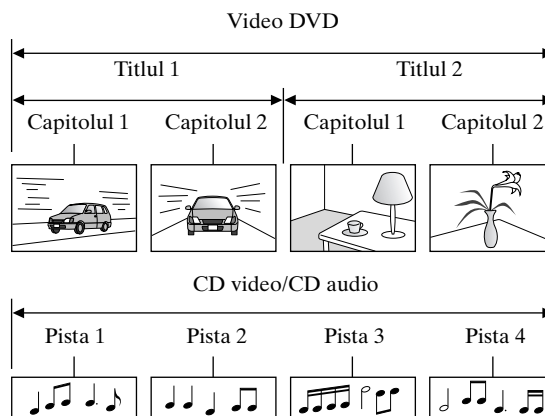 Video DVD
Titlul 1 Titlul 2
Capitolul 1 Capitolul 2 Capitolul 1 Capitolul 2
CD video/CD audio
Pista 1 Pista 2 Pista 3 Pista 4